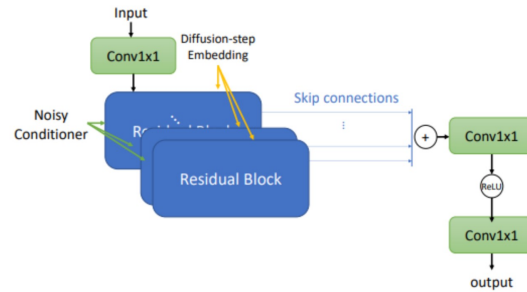 Input
Conv1x1
Diffusion-step
Embedding
Noisy
Conditioner
Skip connections
Residual Block
+
Conv1x1
ReLU
Conv1x1
output